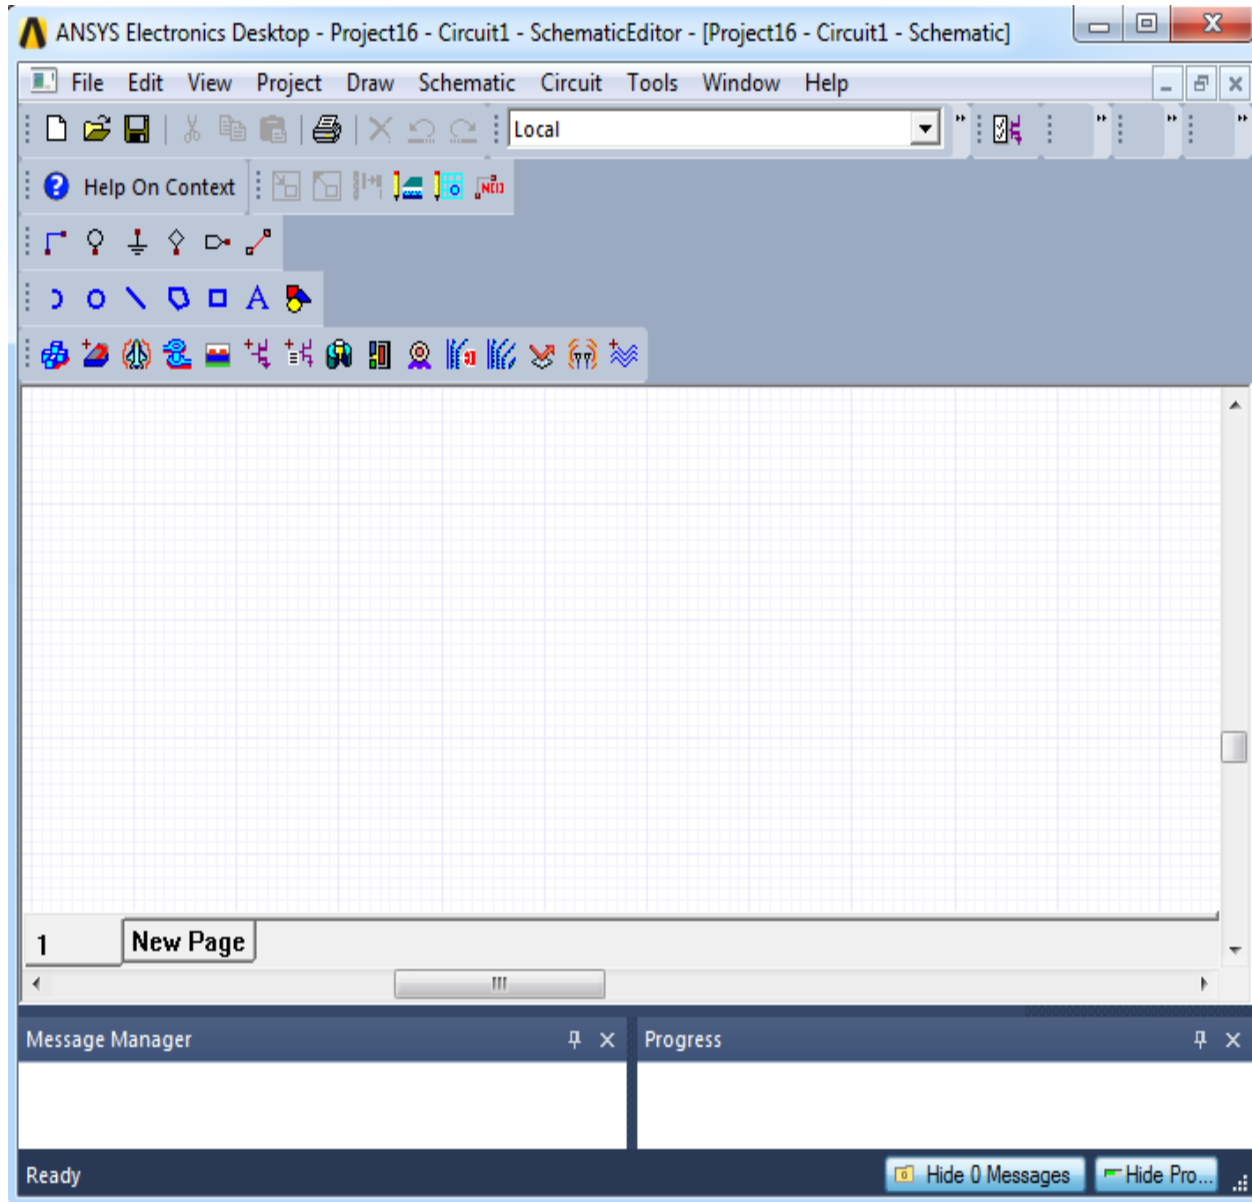 ANSYS Electronics Desktop - Project16 - Circuit1 - SchematicEditor - [Project16 - Circuit1 - Schematic]
File Edit View Project Draw Schematic Circuit Tools Window Help
Local
Help On Context
A
1 New Page
Message Manager Progress
Ready Hide 0 Messages Hide Pro...